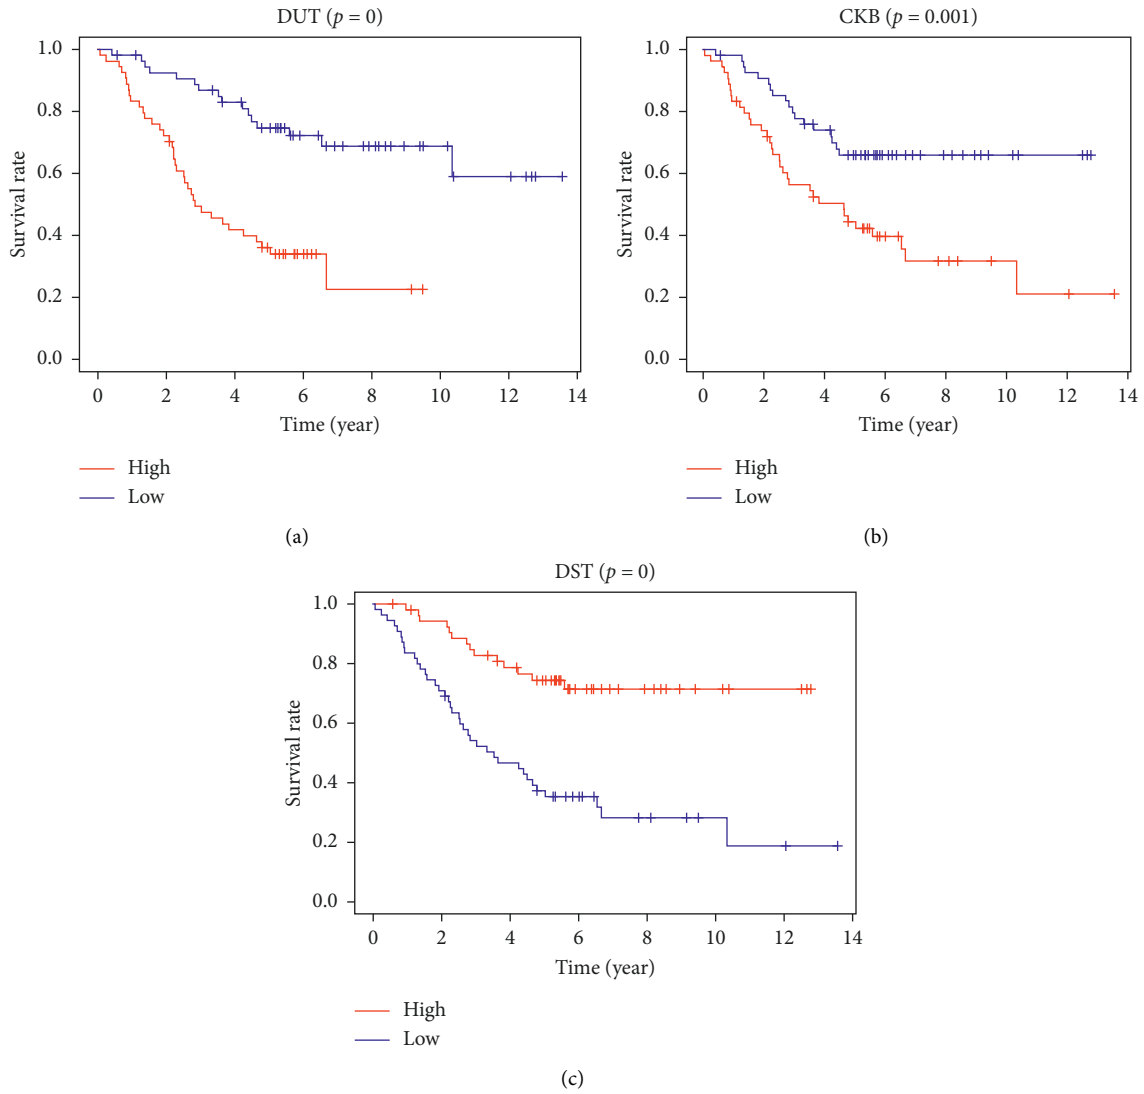 DUT (p = 0)
1.0
0.8
0.6
0.4
0.2
0.0
Survival rate
0 2 4 6 8 10 12 14
Time (year)
High
Low
(a)
CKB (p = 0.001)
1.0
0.8
0.6
0.4
0.2
0.0
Survival rate
0 2 4 6 8 10 12 14
Time (year)
High
Low
(b)
DST (p = 0)
1.0
0.8
0.6
0.4
0.2
0.0
Survival rate
0 2 4 6 8 10 12 14
Time (year)
High
Low
(c)